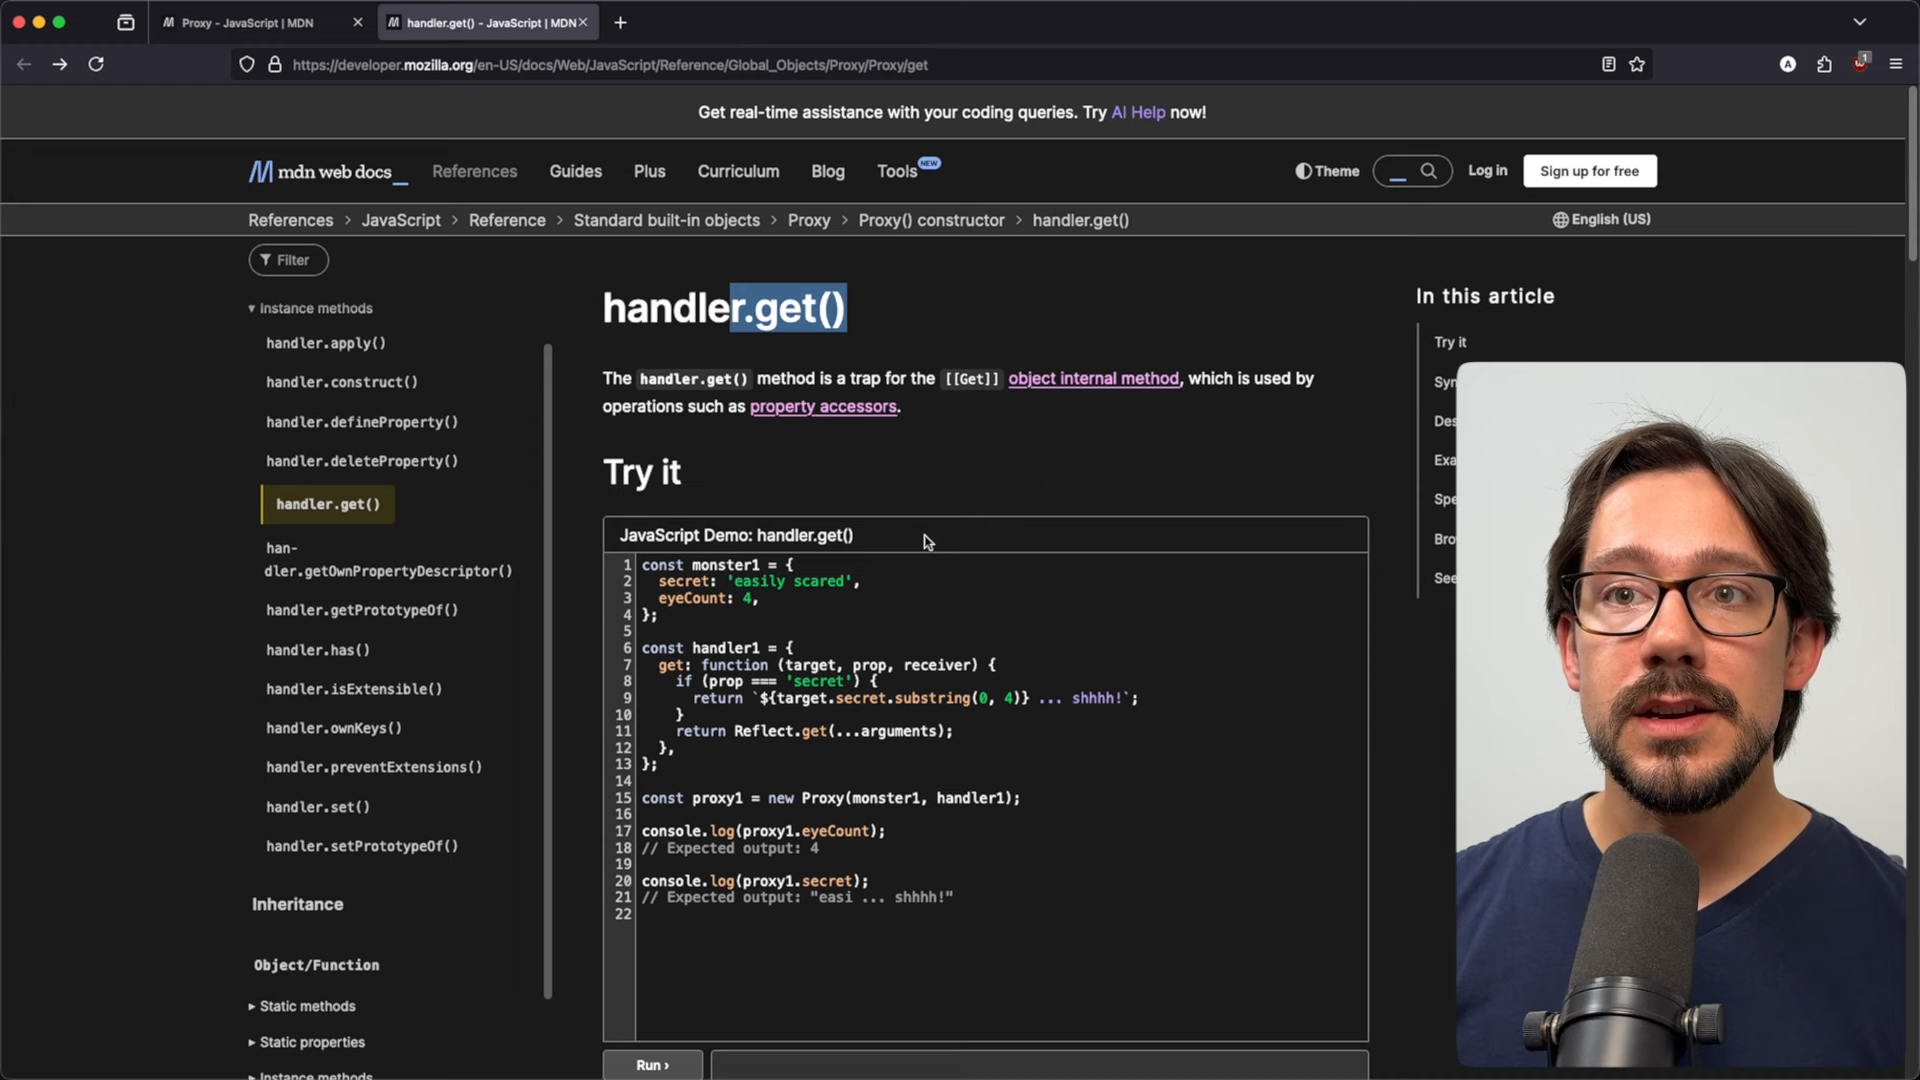 Proxy - JavaScript | MDN
handler.get() - JavaScript | MDN
https://developer.mozilla.org/en-US/docs/Web/JavaScript/Reference/Global_Objects/Proxy/Proxy/get
A
1
Get real-time assistance with your coding queries. Try AI Help now!
mdn web docs_
References
Guides
Plus
Curriculum
Blog
Tools
NEW
Theme
Log in
Sign up for free
References > JavaScript > Reference > Standard built-in objects > Proxy > Proxy() constructor > handler.get()
English (US)
Filter
Instance methods
handler.apply()
handler.construct()
handler.defineProperty()
handler.deleteProperty()
handler.get()
han-
dler.getOwnPropertyDescriptor()
handler.getPrototypeOf()
handler.has()
handler.isExtensible()
handler.ownKeys()
handler.preventExtensions()
handler.set()
handler.setPrototypeOf()
Inheritance
Object/Function
Static methods
Static properties
Instance methods
handler.get()
The handler.get() method is a trap for the [[Get]] object internal method, which is used by
operations such as property accessors.
Try it
JavaScript Demo: handler.get()
1 const monster1 = {
2 secret: 'easily scared',
3 eyeCount: 4,
4 };
5
6 const handler1 = {
7 get: function (target, prop, receiver) {
8 if (prop === 'secret') {
9 return `${target.secret.substring(0, 4)} ... shhhh!`;
10 }
11 return Reflect.get(...arguments);
12 },
13 };
14
15 const proxy1 = new Proxy(monster1, handler1);
16
17 console.log(proxy1.eyeCount);
18 // Expected output: 4
19
20 console.log(proxy1.secret);
21 // Expected output: "easi ... shhhh!"
22
Run ›
In this article
Try it
Syn
Des
Exa
Spe
Bro
See